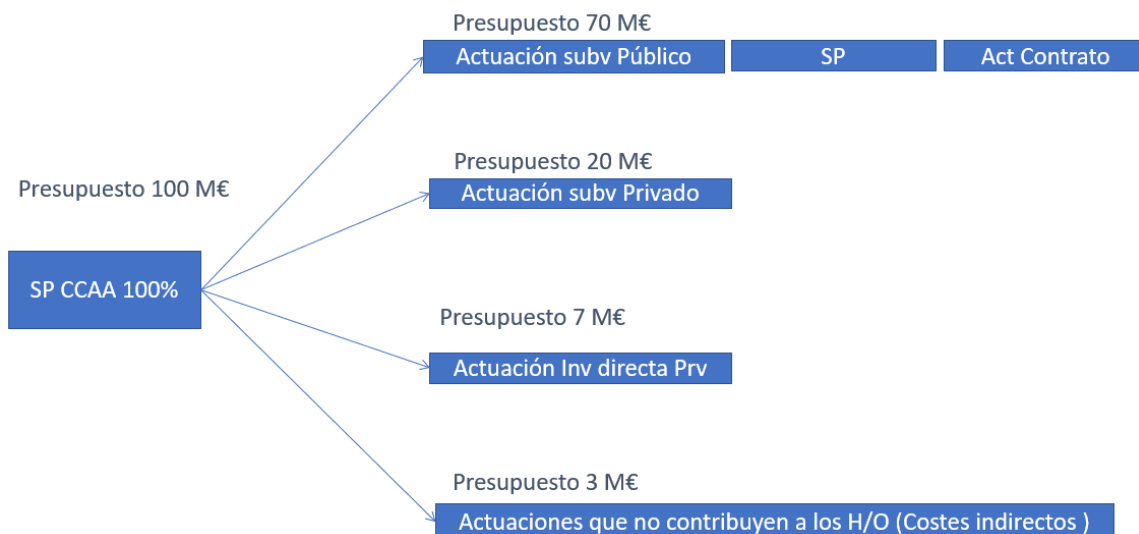 Presupuesto 70 M€
Actuación subv Público
SP
Act Contrato
Presupuesto 20 M€
Actuación subv Privado
Presupuesto 100 M€
SP CCAA 100%
Presupuesto 7 M€
Actuación Inv directa Prv
Presupuesto 3 M€
Actuaciones que no contribuyen a los H/O (Costes indirectos )